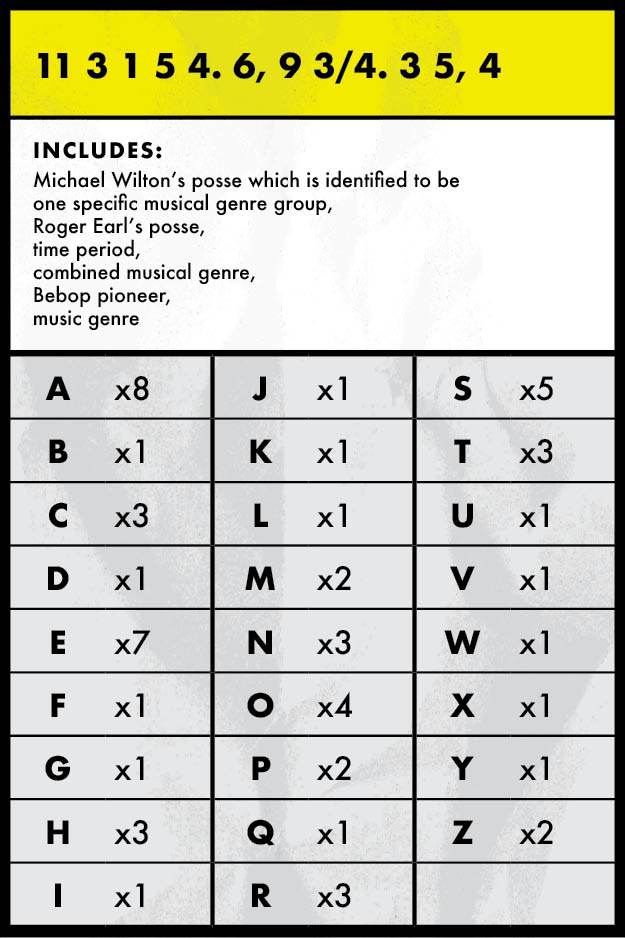 11 3 1 5 4. 6, 9 3/4. 3 5, 4
INCLUDES:
Michael Wilton’s posse which is identified to be
one specific musical genre group,
Roger Earl’s posse,
time period,
combined musical genre,
Bebop pioneer,
music genre
A x8 J x1 S x5
B x1 K x1 T x3
C x3 L x1 U x1
D x1 M x2 V x1
E x7 N x3 W x1
F x1 O x4 X x1
G x1 P x2 Y x1
H x3 Q x1 Z x2
I x1 R x3